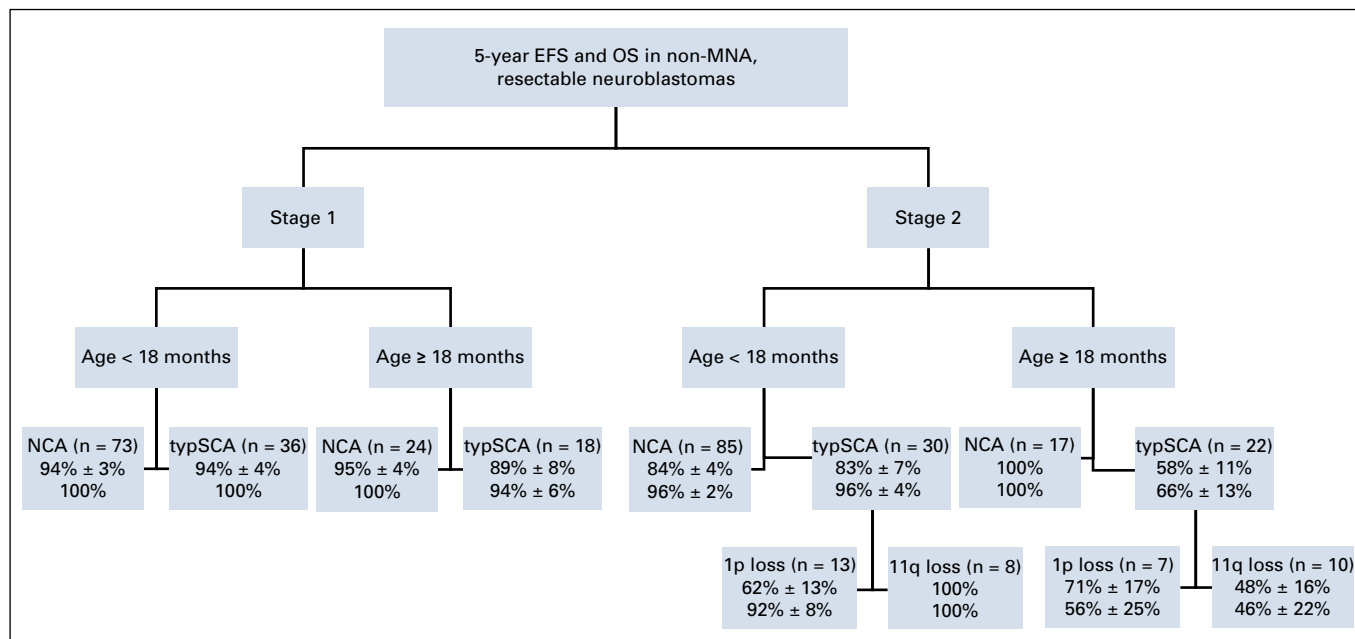 5-year EFS and OS in non-MNA,
resectable neuroblastomas
Stage 1
Stage 2
Age < 18 months
Age ≥ 18 months
Age < 18 months
Age ≥ 18 months
NCA (n = 73)
94% ± 3%
100%
typSCA (n = 36)
94% ± 4%
100%
NCA (n = 24)
95% ± 4%
100%
typSCA (n = 18)
89% ± 8%
94% ± 6%
NCA (n = 85)
84% ± 4%
96% ± 2%
typSCA (n = 30)
83% ± 7%
96% ± 4%
NCA (n = 17)
100%
100%
typSCA (n = 22)
58% ± 11%
66% ± 13%
1p loss (n = 13)
62% ± 13%
92% ± 8%
11q loss (n = 8)
100%
100%
1p loss (n = 7)
71% ± 17%
56% ± 25%
11q loss (n = 10)
48% ± 16%
46% ± 22%